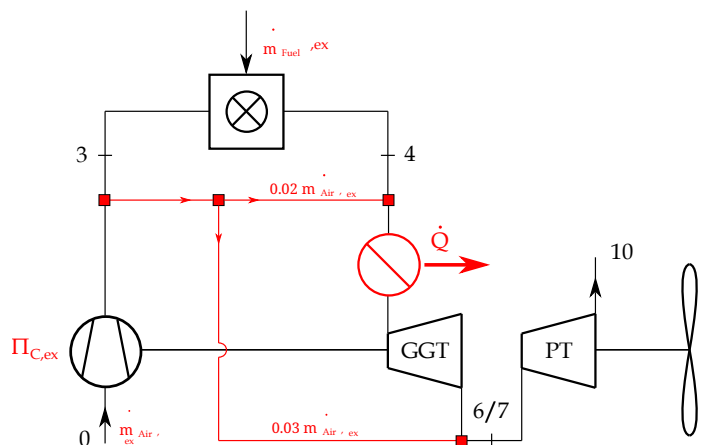 ṁ Fuel ,ex
3
4
0.02 ṁ Air, ex
Q̇
10
Π C,ex
GGT
PT
6/7
0
ṁ ex Air,
0.03 ṁ Air, ex